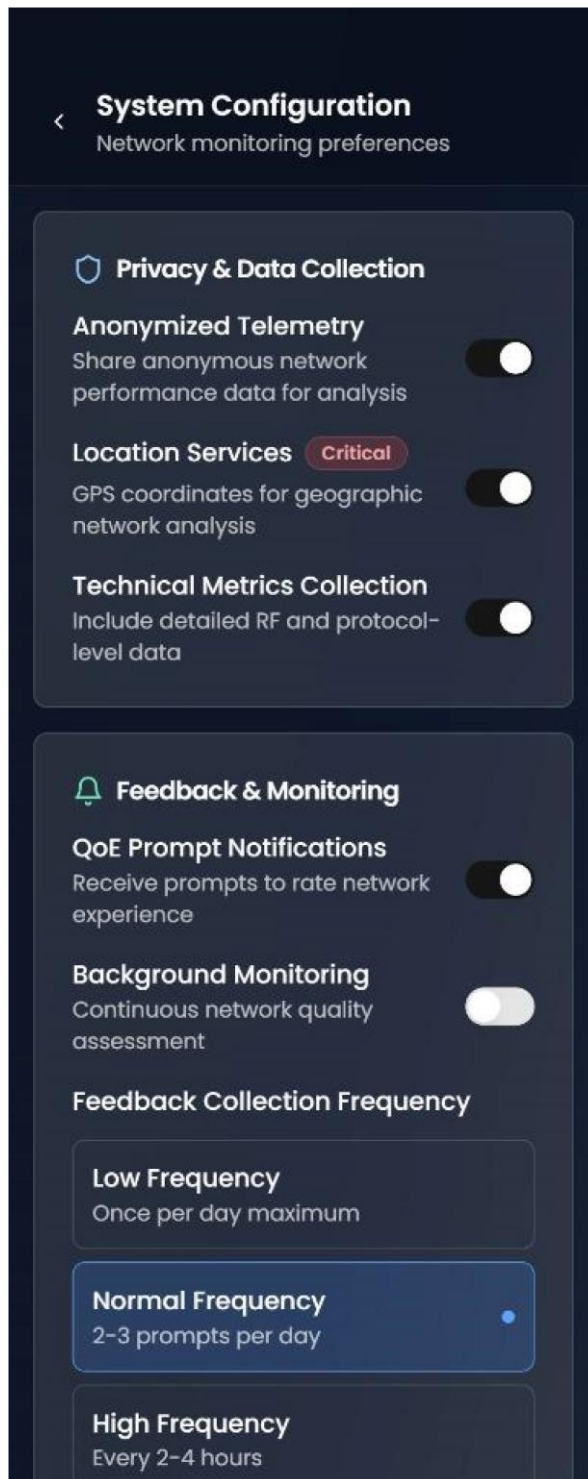 System Configuration
Network monitoring preferences
Privacy & Data Collection
Anonymized Telemetry
Share anonymous network
performance data for analysis
Location Services Critical
GPS coordinates for geographic
network analysis
Technical Metrics Collection
Include detailed RF and protocol-
level data
Feedback & Monitoring
QoE Prompt Notifications
Receive prompts to rate network
experience
Background Monitoring
Continuous network quality
assessment
Feedback Collection Frequency
Low Frequency
Once per day maximum
Normal Frequency
2-3 prompts per day
High Frequency
Every 2-4 hours